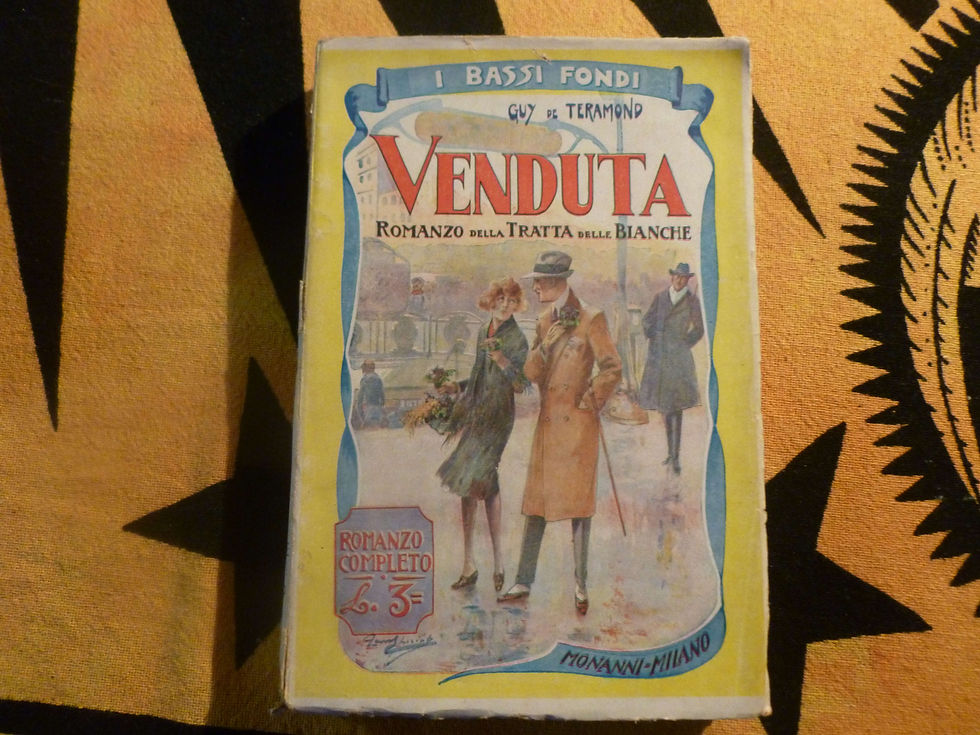 I BASSI FONDI
GUY DE TERAMOND
VENDUTA
ROMANZO DELLA TRATTA DELLE BIANCHE
ROMANZO
COMPLETO
L. 3=
MONANNI-MILANO